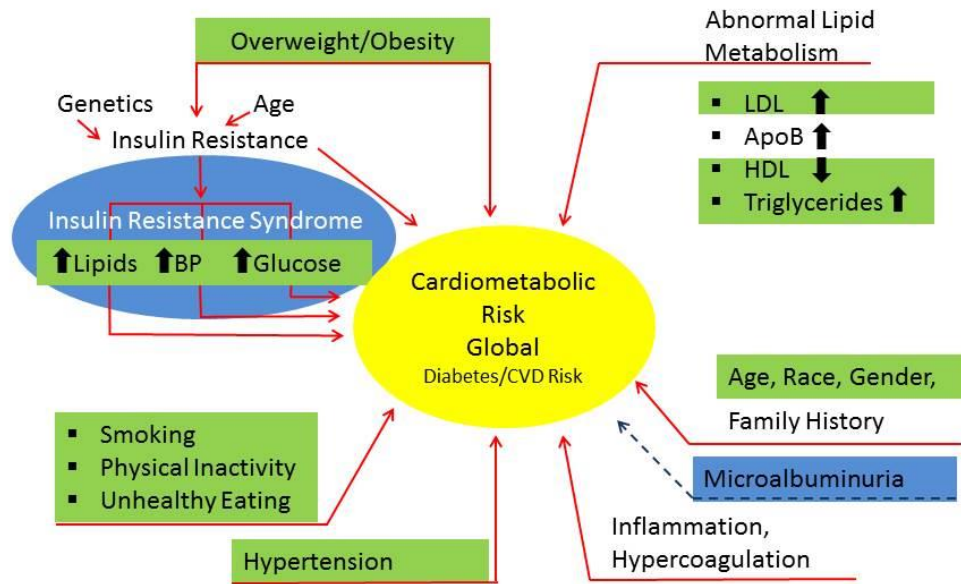 Overweight/Obesity
Genetics
Age
Insulin Resistance
Insulin Resistance Syndrome
⬆Lipids ⬆BP ⬆Glucose
Abnormal Lipid
Metabolism
▪ LDL ⬆
▪ ApoB ⬆
▪ HDL ⬇
▪ Triglycerides ⬆
Cardiometabolic
Risk
Global
Diabetes/CVD Risk
Age, Race, Gender,
Family History
Microalbuminuria
▪ Smoking
▪ Physical Inactivity
▪ Unhealthy Eating
Hypertension
Inflammation,
Hypercoagulation